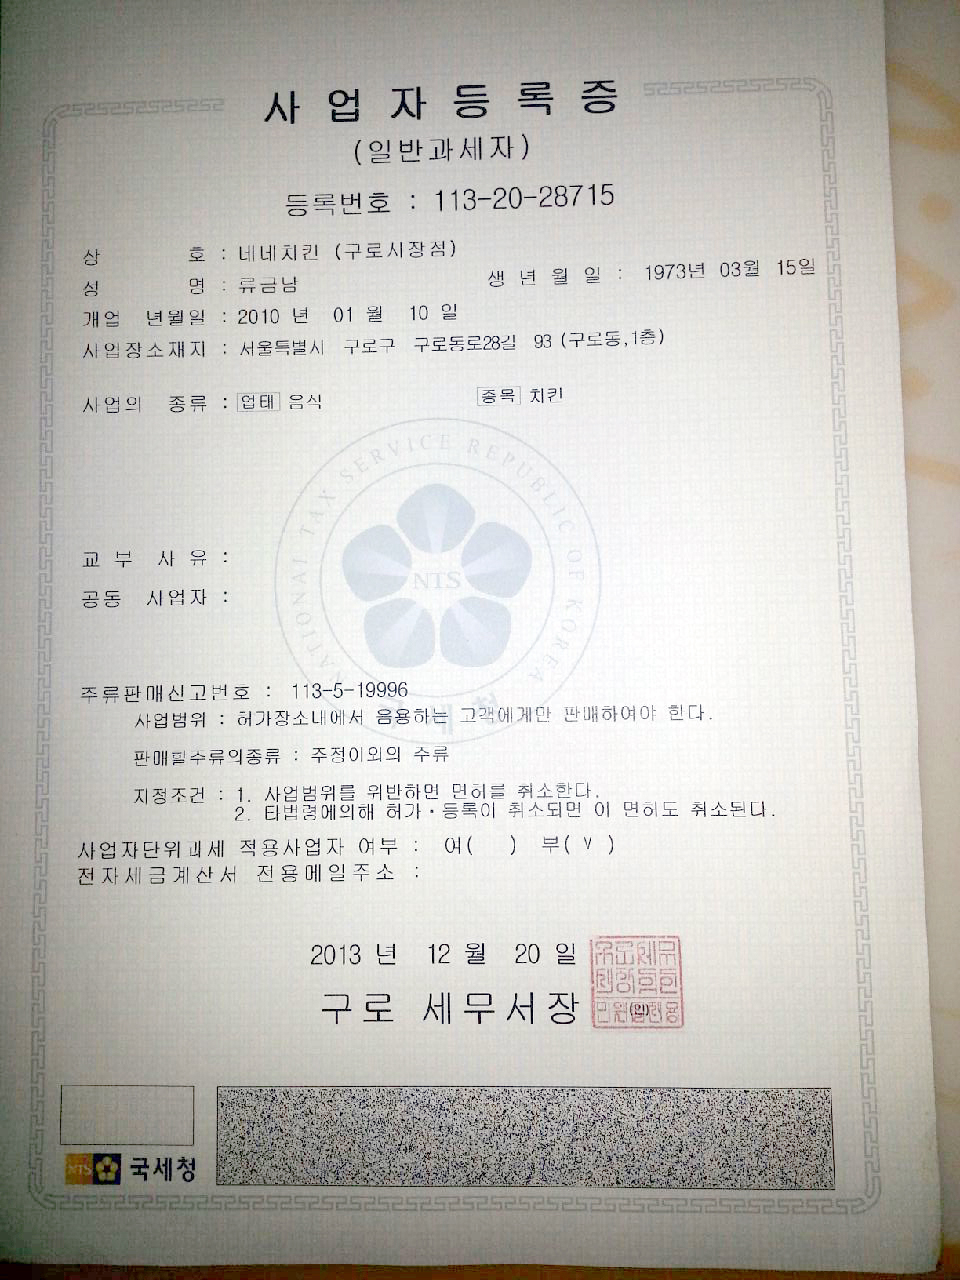 사업자등록증
(일반과세자)
등록번호 : 113-20-28715
상 호 : 네네치킨 (구로시장점)
성 명 : 류금남 생 년 월 일 : 1973년 03월 15일
개업 년월일 : 2010 년 01 월 10 일
사업장소재지 : 서울특별시 구로구 구로동로28길 93 (구로동,1층)
사업의 종류 : 업태 음식 종목 치킨
NATIONAL TAX SERVICE REPUBLIC OF KOREA
NTS
교 부 사 유 :
공동 사업자 :
주류판매신고번호 : 113-5-19996
사업범위 : 허가장소내에서 음용하는 고객에게만 판매하여야 한다.
판매할주류의종류 : 주정이외의 주류
지정조건 : 1. 사업범위를 위반하면 면허를 취소한다.
2. 타법령에의해 허가·등록이 취소되면 이 면허도 취소된다.
사업자단위과세 적용사업자 여부 : 여( ) 부( V )
전자세금계산서 전용메일주소 :
2013 년 12 월 20 일
구로 세무서장
(인)
NTS 국세청